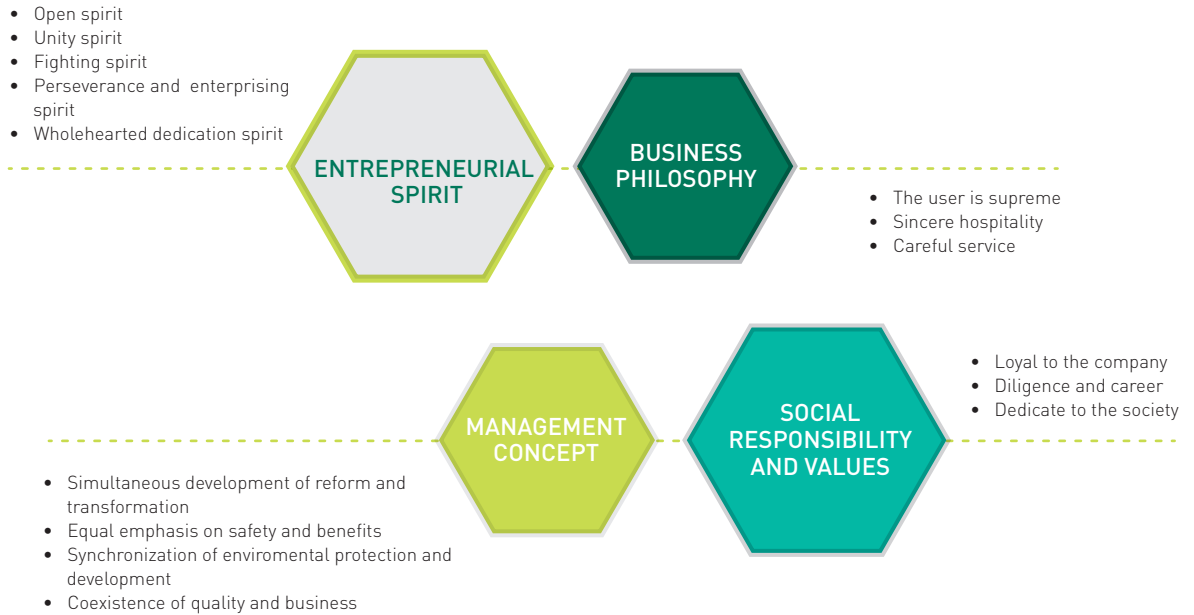 • Open spirit
• Unity spirit
• Fighting spirit
• Perseverance and enterprising
spirit
• Wholehearted dedication spirit
ENTREPRENEURIAL
SPIRIT
BUSINESS
PHILOSOPHY
• The user is supreme
• Sincere hospitality
• Careful service
MANAGEMENT
CONCEPT
• Simultaneous development of reform and
transformation
• Equal emphasis on safety and benefits
• Synchronization of enviromental protection and
development
• Coexistence of quality and business
SOCIAL
RESPONSIBILITY
AND VALUES
• Loyal to the company
• Diligence and career
• Dedicate to the society